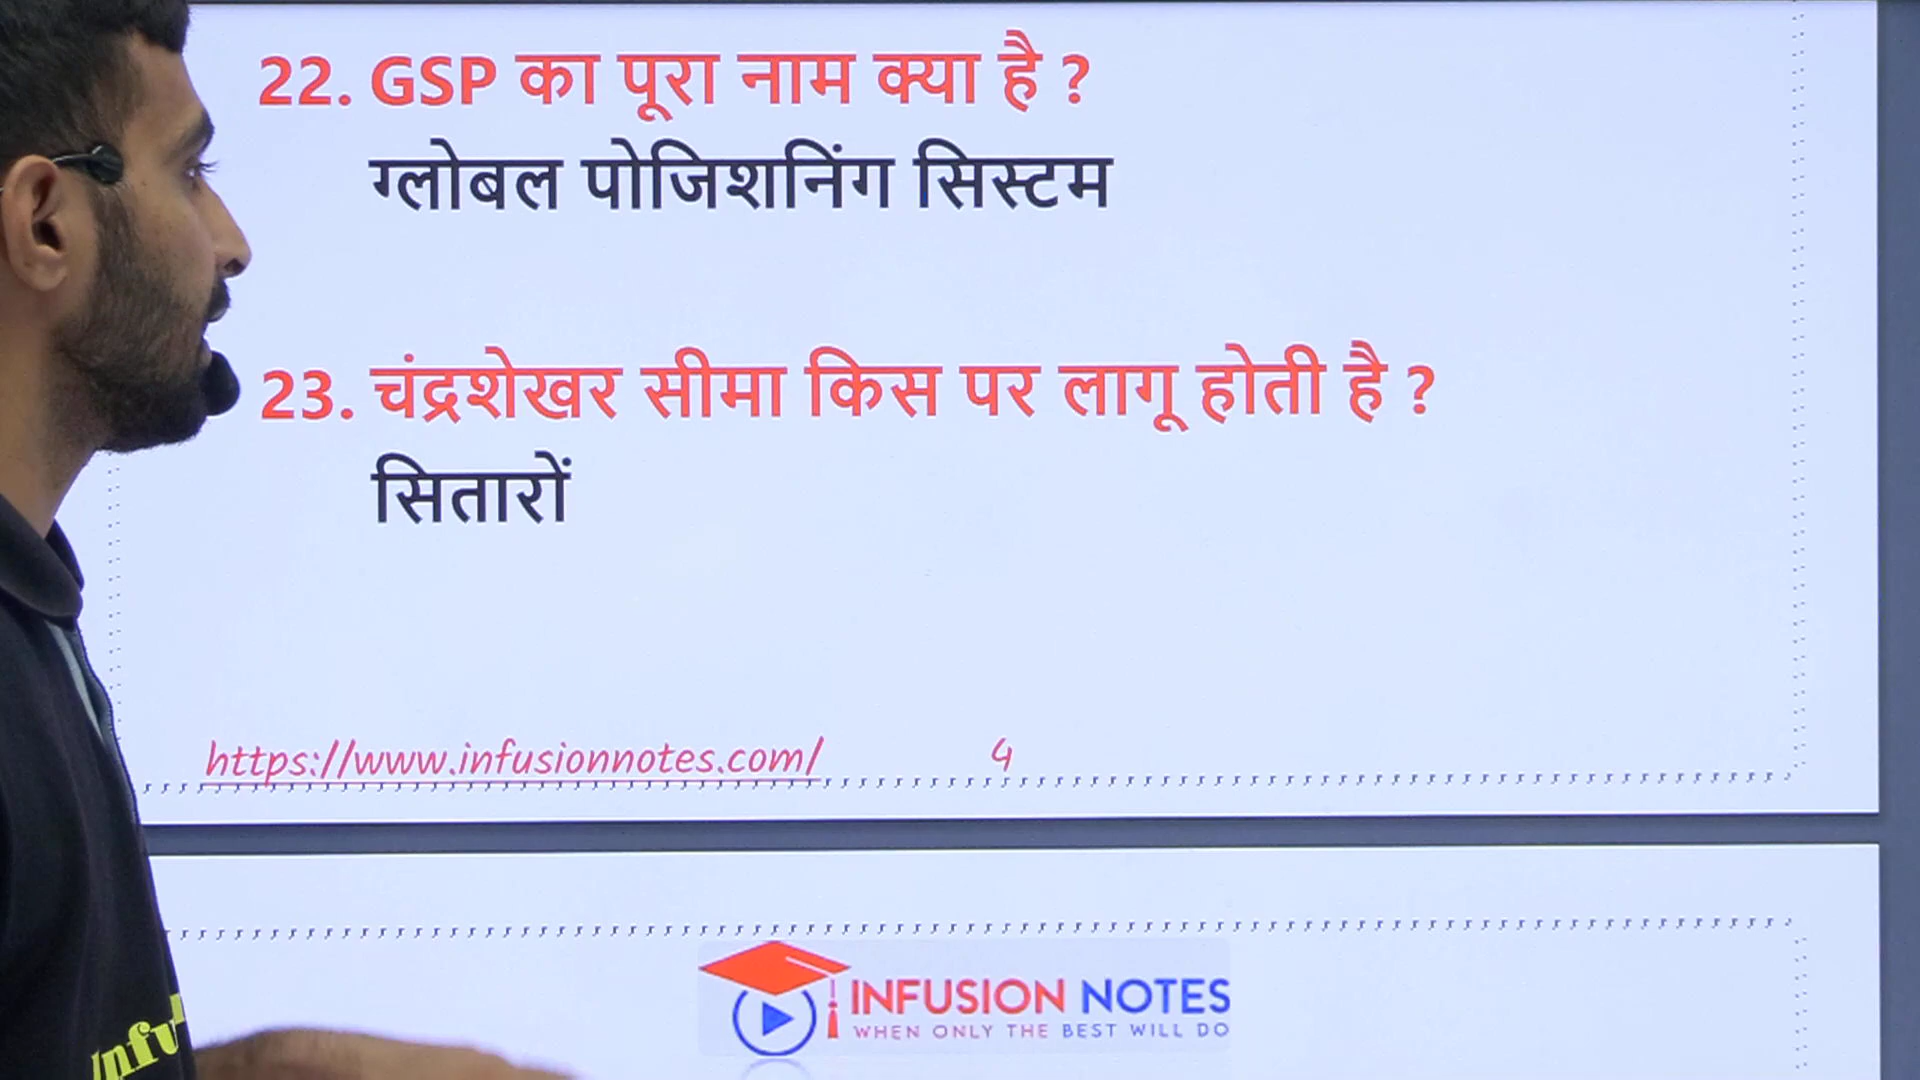 22. GSP का पूरा नाम क्या है ?
ग्लोबल पोजिशनिंग सिस्टम
23. चंद्रशेखर सीमा किस पर लागू होती है ?
सितारों
https://www.infusionnotes.com/ 4
INFUSION NOTES
WHEN ONLY THE BEST WILL DO
Infu